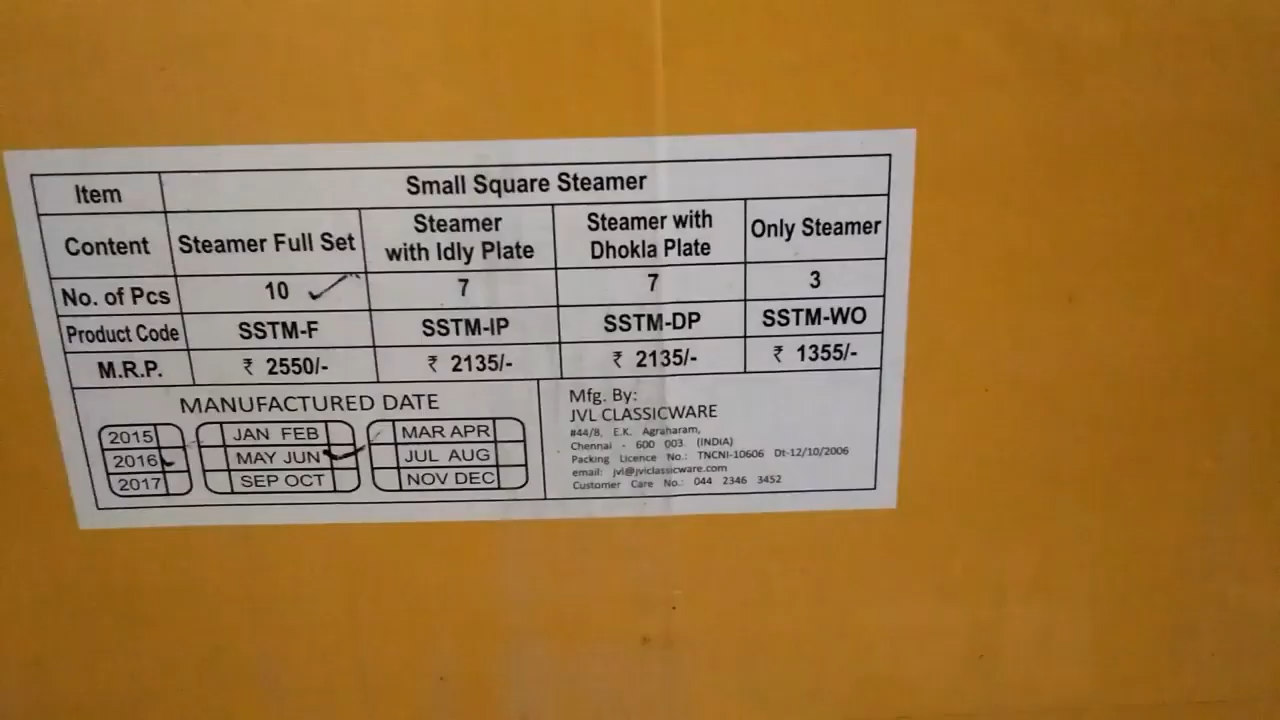 Item Small Square Steamer
Content Steamer Full Set Steamer with Idly Plate Steamer with Dhokla Plate Only Steamer
No. of Pcs 10 ✓ 7 7 3
Product Code SSTM-F SSTM-IP SSTM-DP SSTM-WO
M.R.P. ₹ 2550/- ₹ 2135/- ₹ 2135/- ₹ 1355/-
MANUFACTURED DATE
2015 JAN FEB MAR APR
2016 ✓ MAY JUN ✓ JUL AUG
2017 SEP OCT NOV DEC
Mfg. By:
JVL CLASSICWARE
#44/8, E.K. Agraharam,
Chennai - 600 003. (INDIA)
Packing Licence No.: TNCNI-10606 Dt-12/10/2006
email: jvl@jvlclassicware.com
Customer Care No.: 044 2346 3452